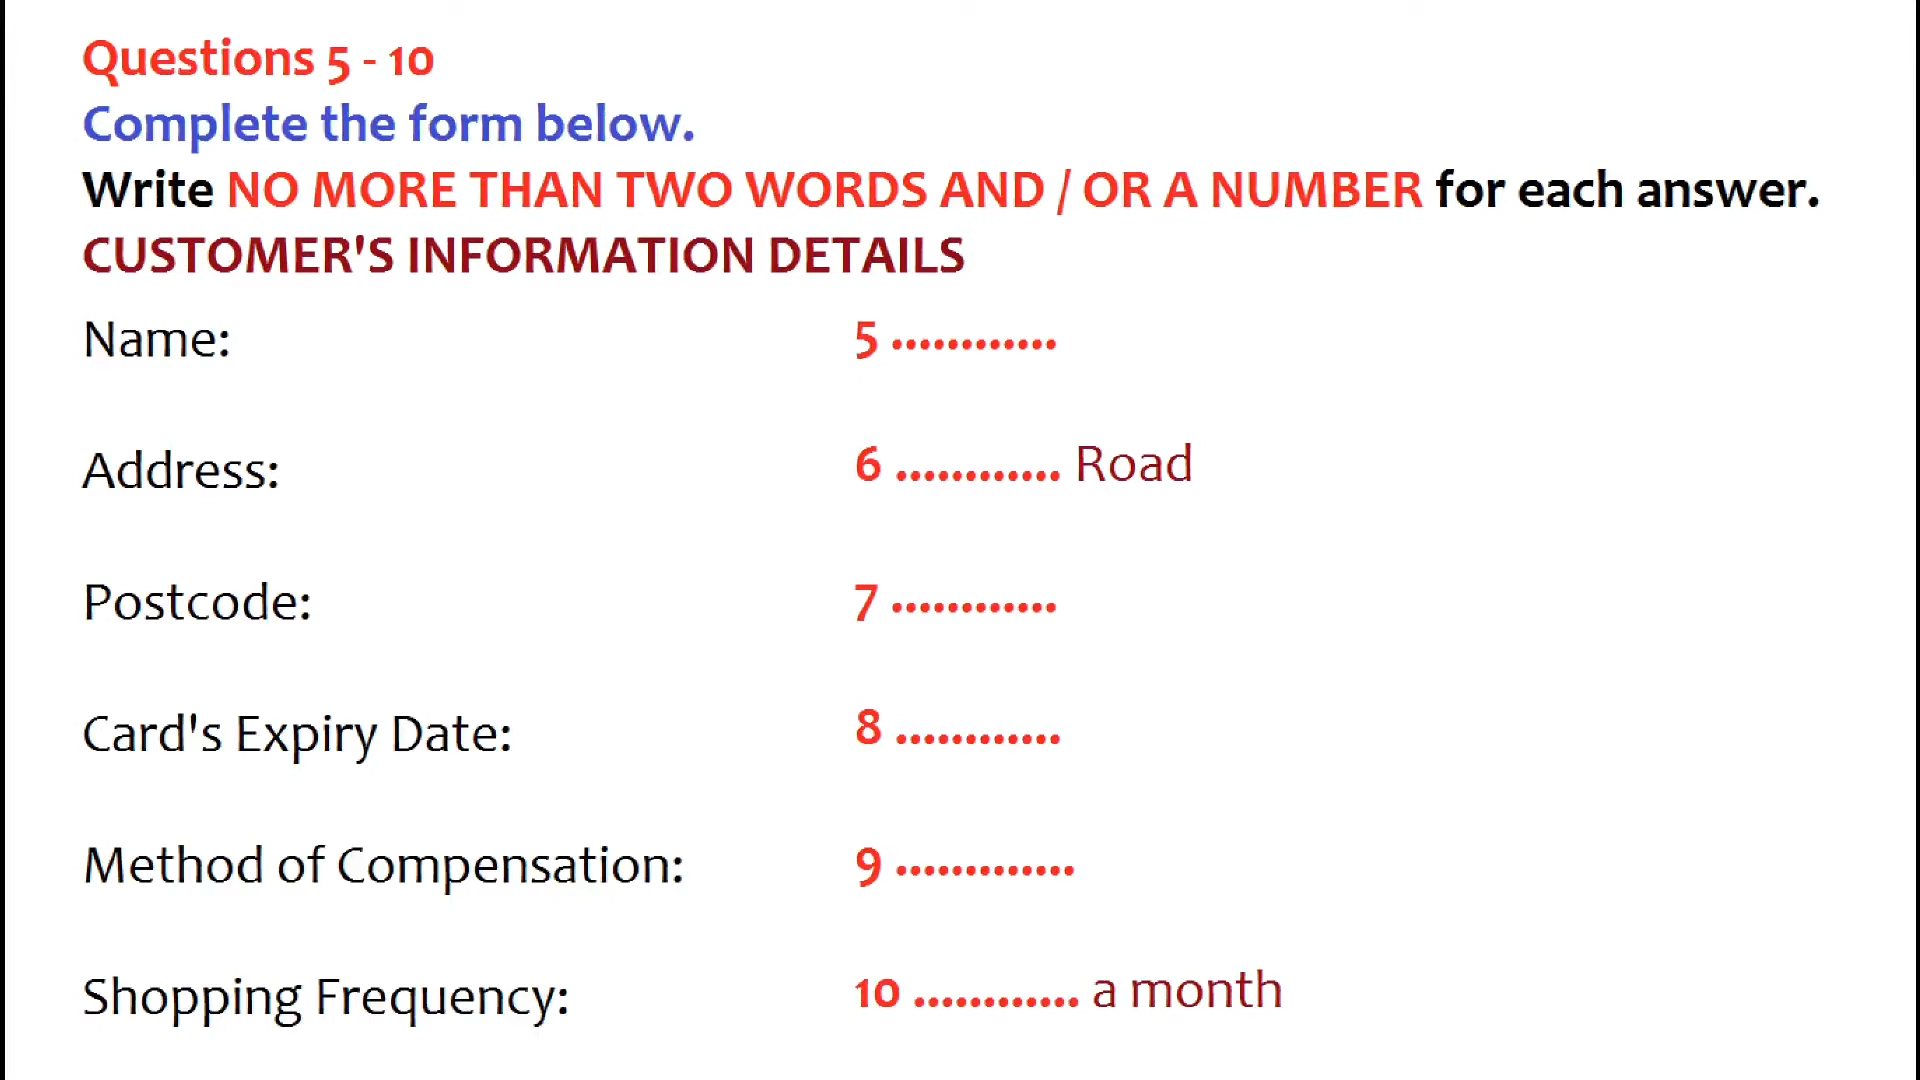 Questions 5 - 10
Complete the form below.
Write NO MORE THAN TWO WORDS AND / OR A NUMBER for each answer.
CUSTOMER'S INFORMATION DETAILS
Name: 5 ............
Address: 6 ............ Road
Postcode: 7 ............
Card's Expiry Date: 8 ............
Method of Compensation: 9 .............
Shopping Frequency: 10 ............ a month